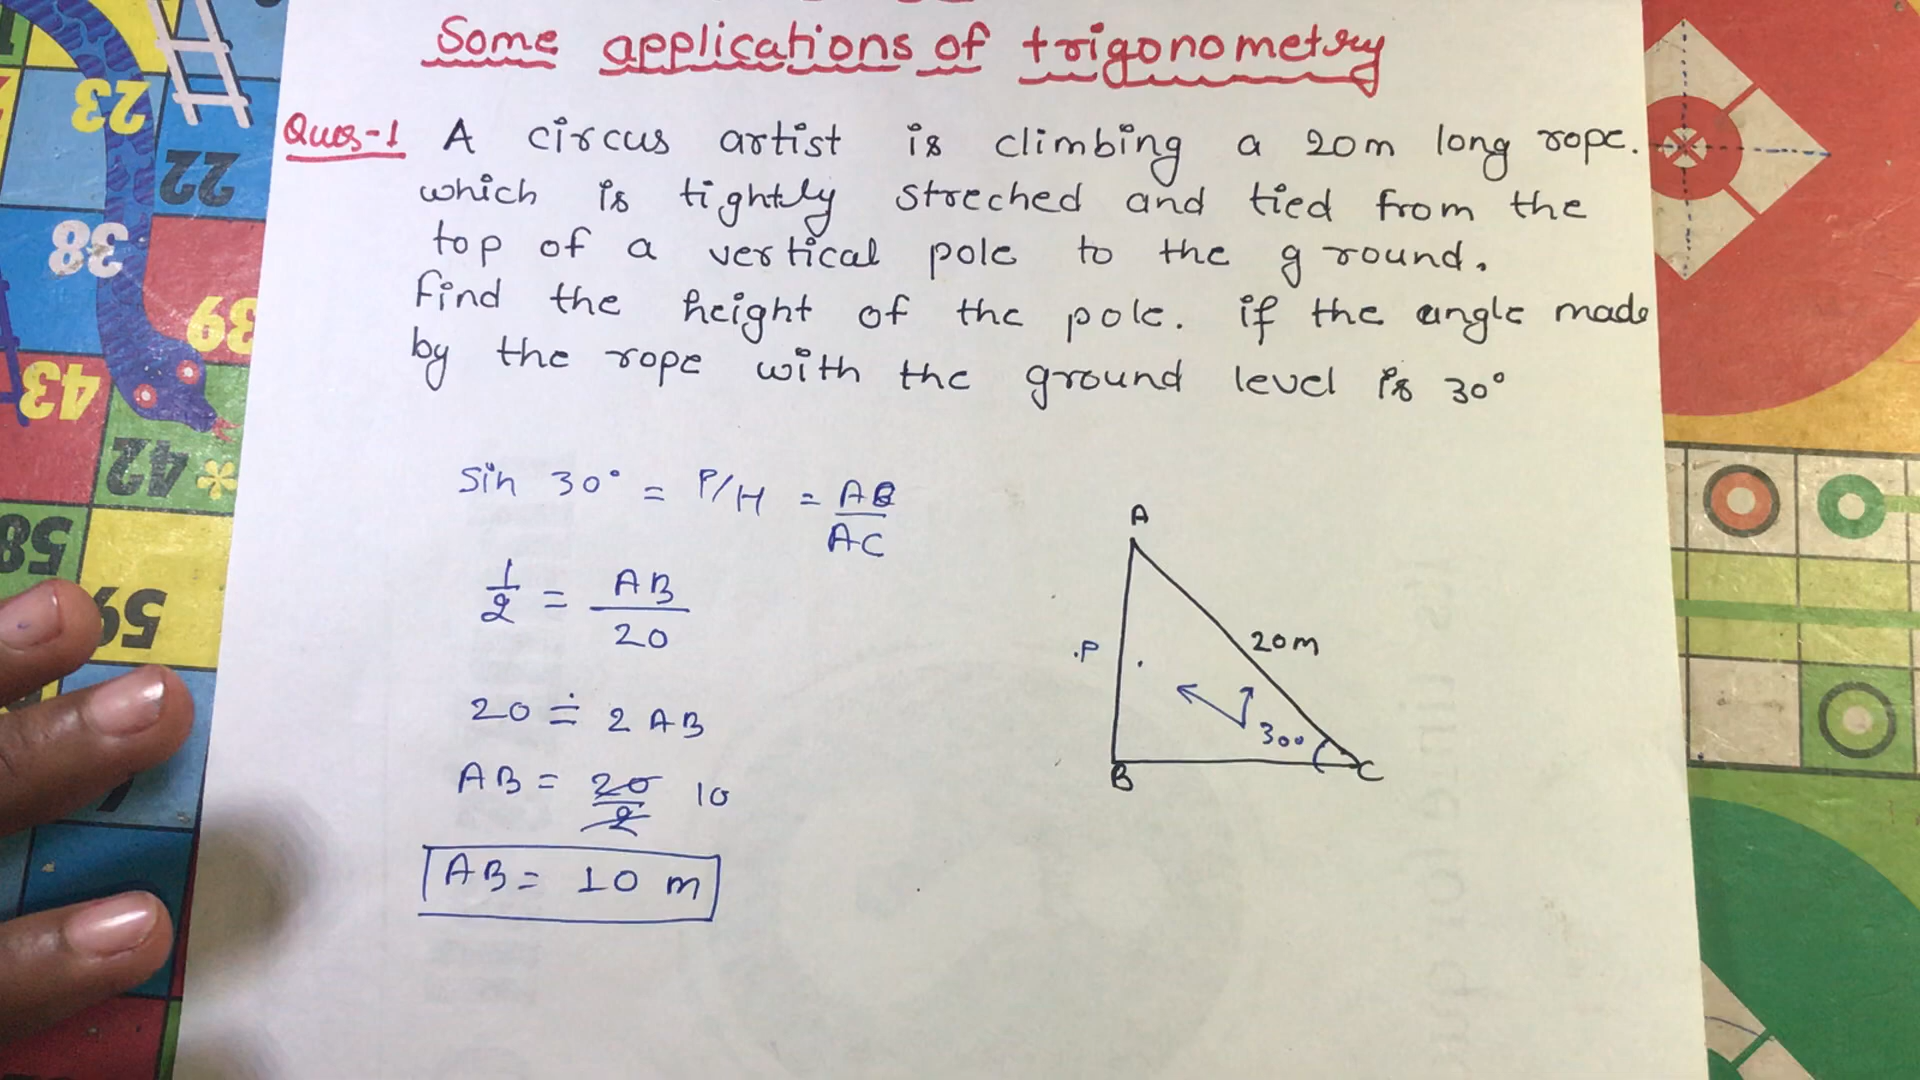 Some applications of trigonometry
Ques-1 A circus artist is climbing a 20m long rope.
which is tightly streched and tied from the
top of a vertical pole to the ground.
find the height of the pole. if the angle made
by the rope with the ground level is 30°
Sin 30° = P/H = AB/AC
1/2 = AB/20
20 = 2 AB
AB = 20/2 10
AB = 10 m
A
P
20m
30°
B
C
23
22
38
39
43
42
58
59